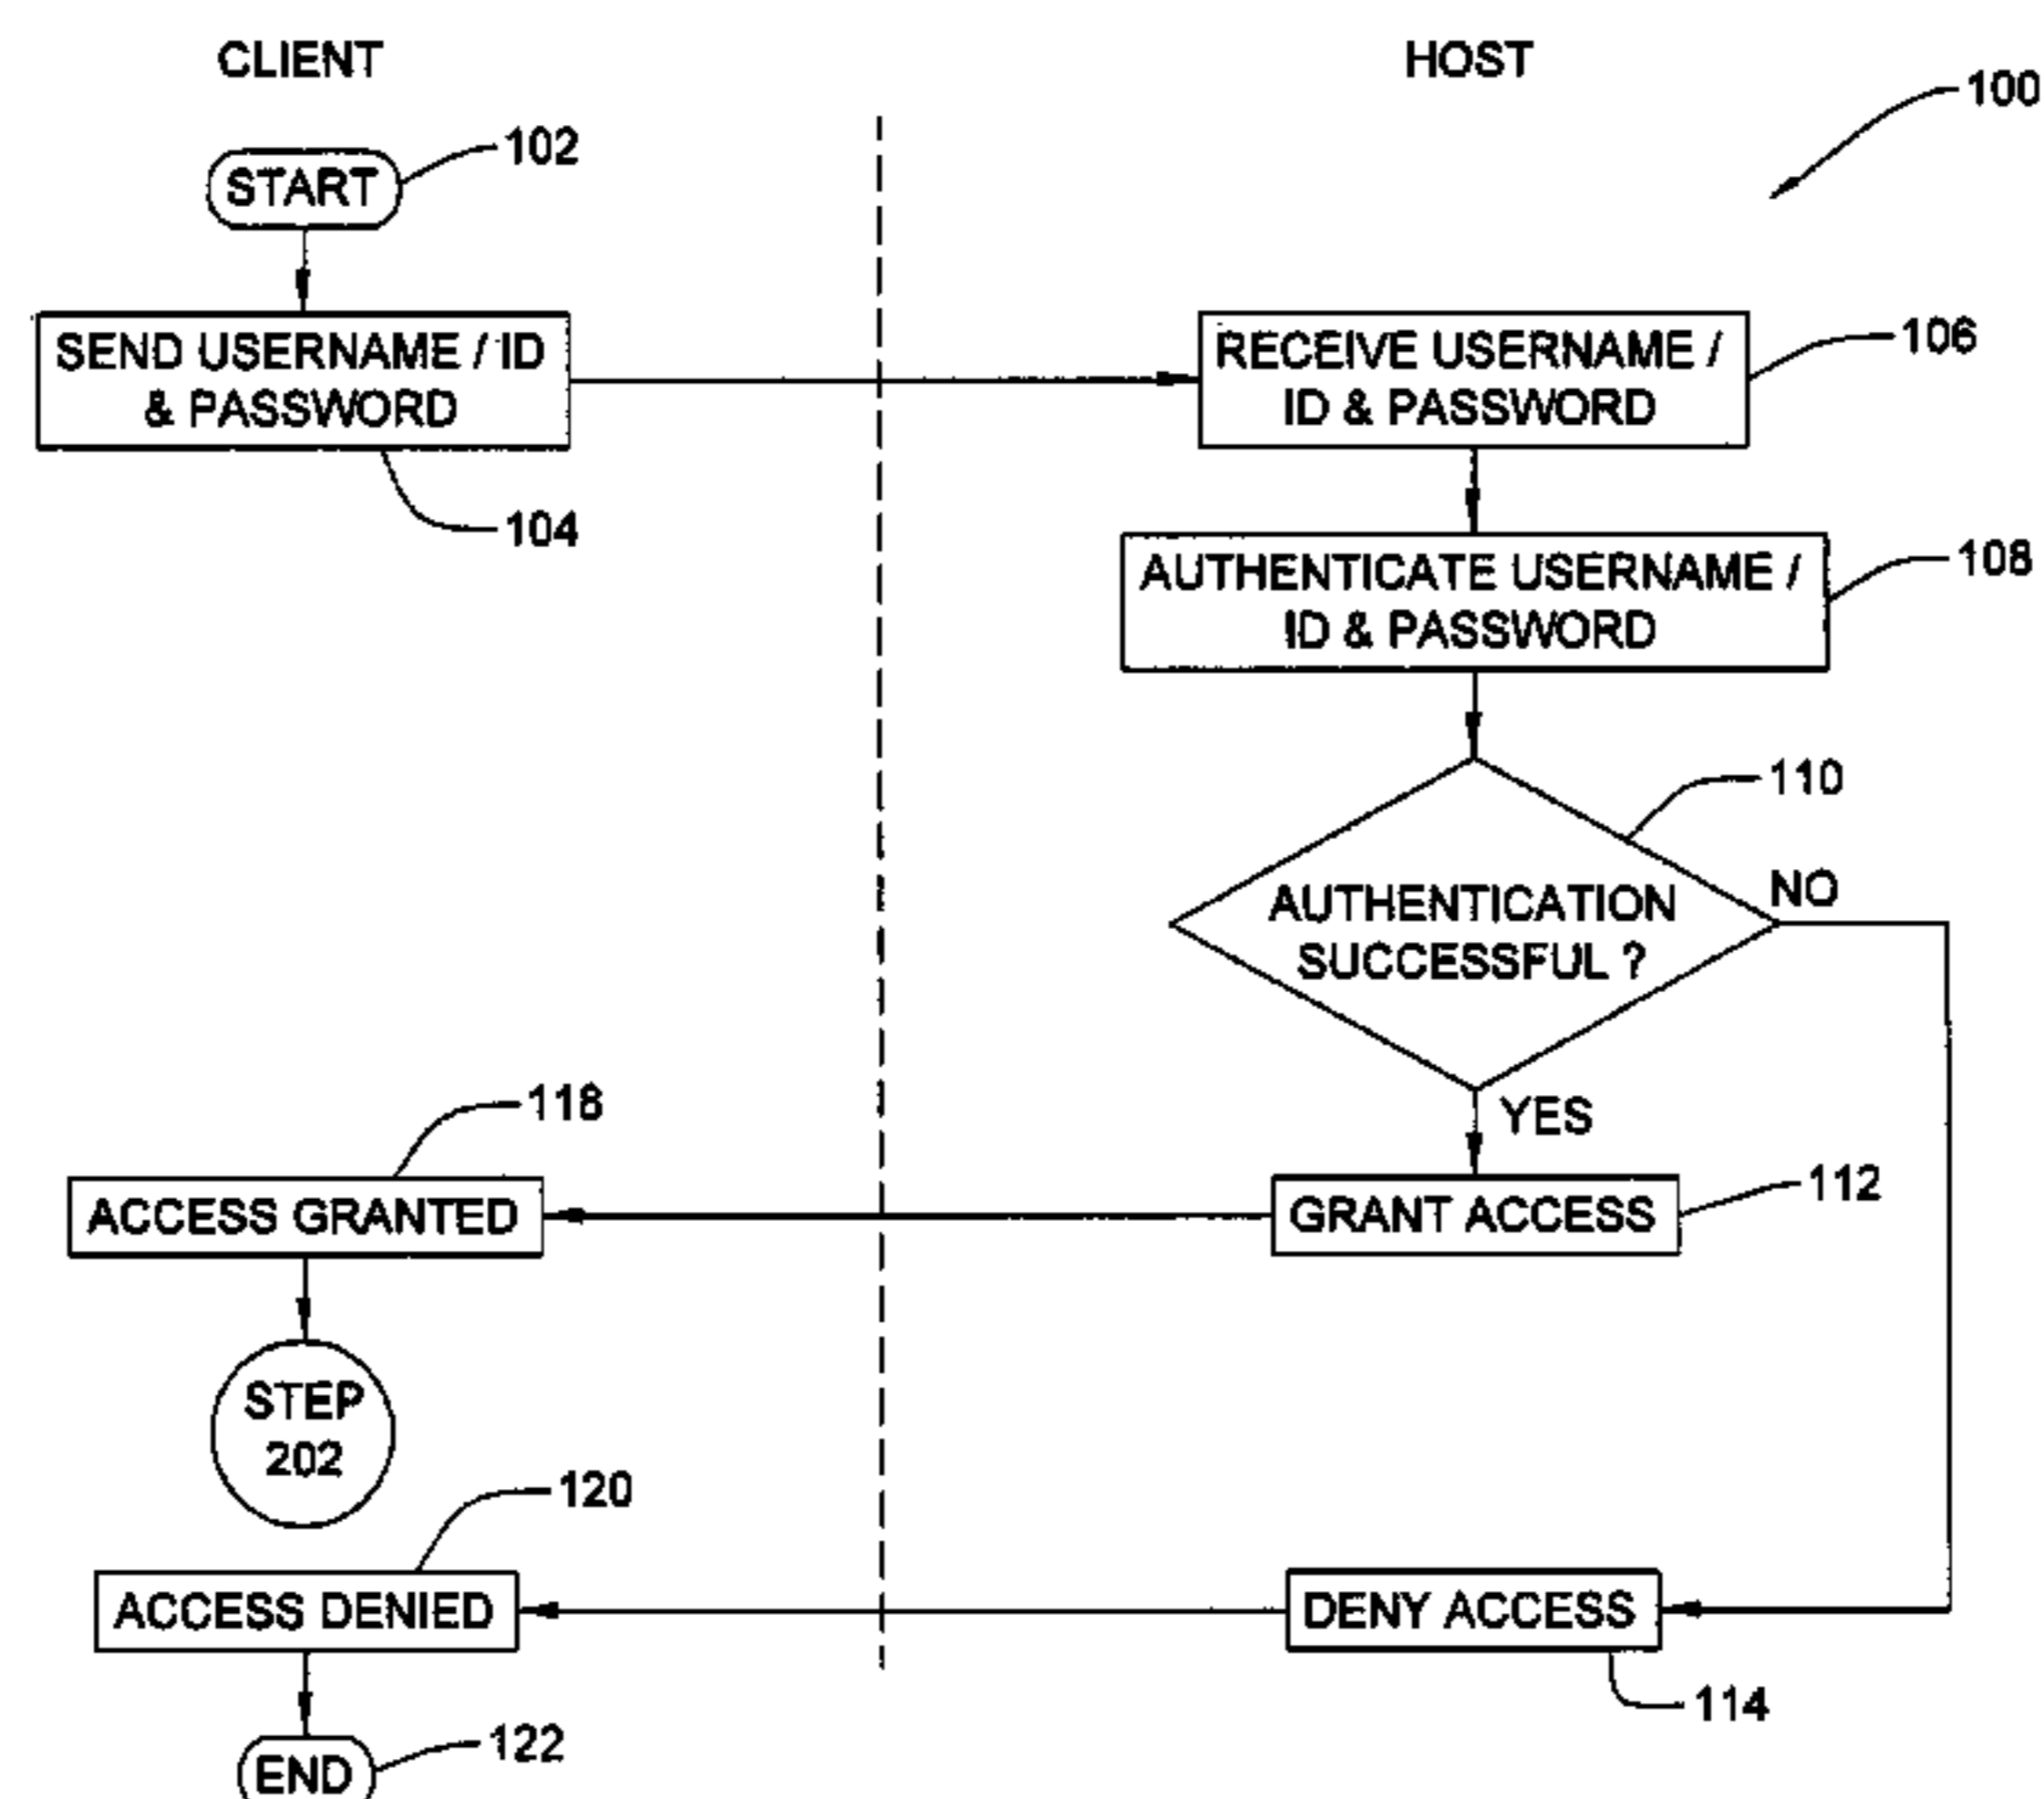 CLIENT
HOST
100
102
START
SEND USERNAME / ID
& PASSWORD
104
RECEIVE USERNAME /
ID & PASSWORD
106
AUTHENTICATE USERNAME /
ID & PASSWORD
108
110
AUTHENTICATION
SUCCESSFUL ?
NO
YES
118
ACCESS GRANTED
GRANT ACCESS
112
STEP
202
120
ACCESS DENIED
DENY ACCESS
114
END
122